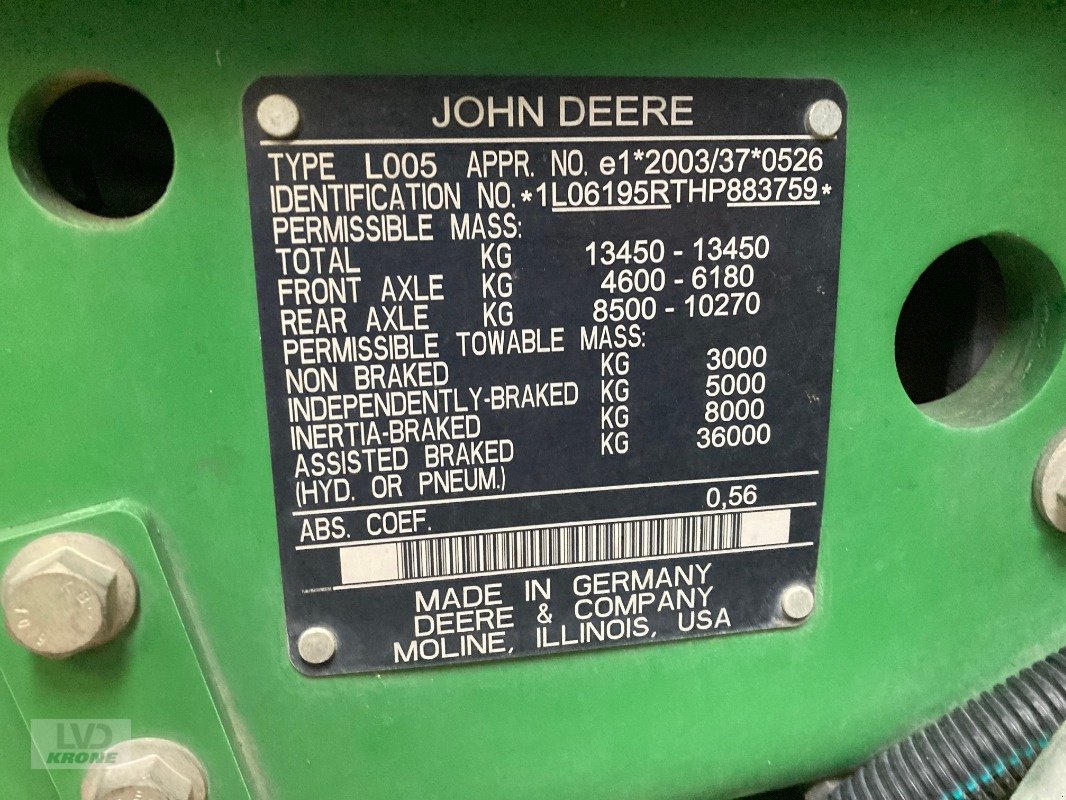 JOHN DEERE
TYPE L005 APPR. NO. e1*2003/37*0526
IDENTIFICATION NO. *1L06195RTHP883759*
PERMISSIBLE MASS:
TOTAL KG 13450 - 13450
FRONT AXLE KG 4600 - 6180
REAR AXLE KG 8500 - 10270
PERMISSIBLE TOWABLE MASS:
NON BRAKED KG 3000
INDEPENDENTLY-BRAKED KG 5000
INERTIA-BRAKED KG 8000
ASSISTED BRAKED KG 36000
(HYD. OR PNEUM.)
ABS. COEF. 0,56
MADE IN GERMANY
DEERE & COMPANY
MOLINE, ILLINOIS, USA
LVD
KRONE